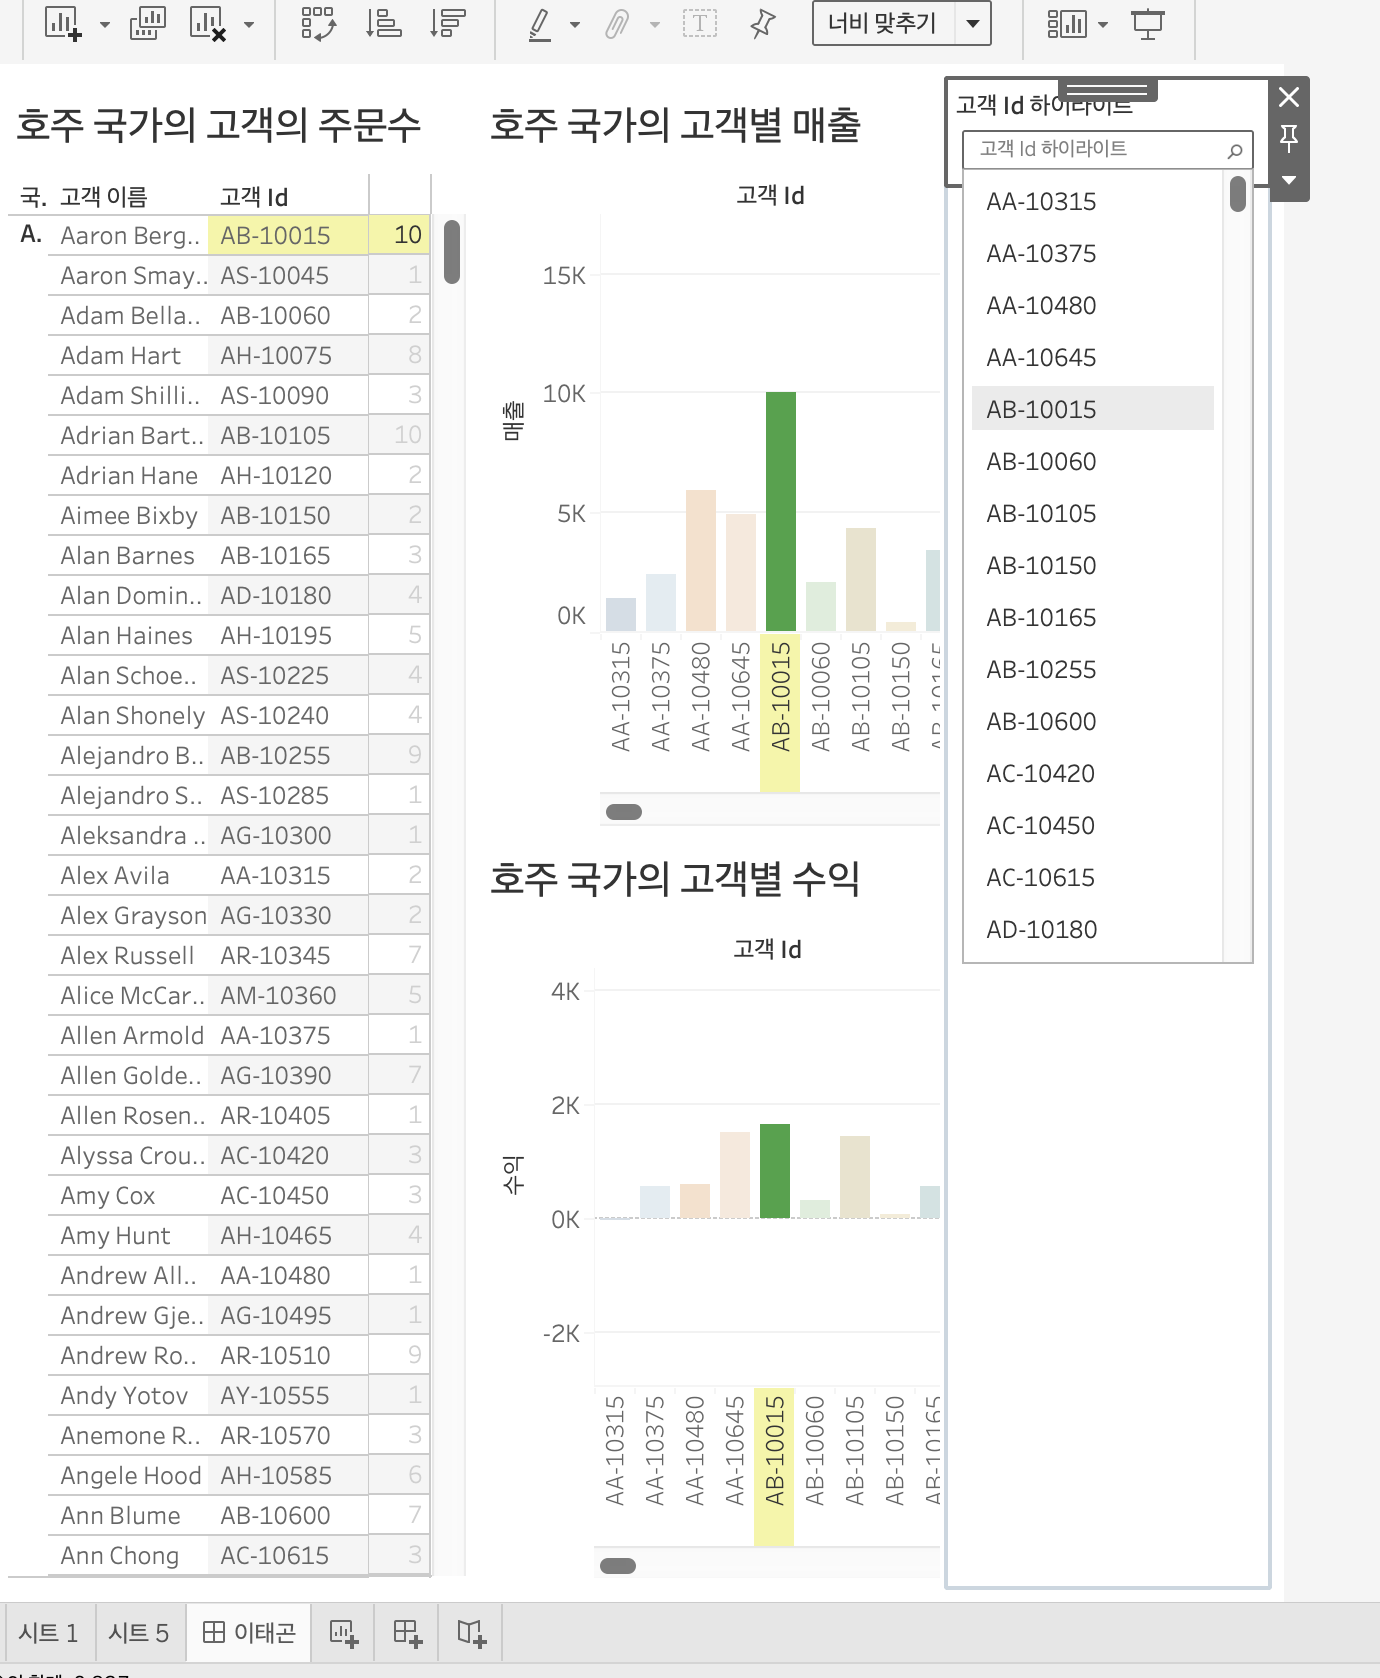 너비 맞추기
호주 국가의 고객의 주문수
국. 고객 이름 고객 Id
A. Aaron Berg.. AB-10015 10
Aaron Smay.. AS-10045 1
Adam Bella.. AB-10060 2
Adam Hart AH-10075 8
Adam Shilli.. AS-10090 3
Adrian Bart.. AB-10105 10
Adrian Hane AH-10120 2
Aimee Bixby AB-10150 2
Alan Barnes AB-10165 3
Alan Domin.. AD-10180 4
Alan Haines AH-10195 5
Alan Schoe.. AS-10225 4
Alan Shonely AS-10240 4
Alejandro B.. AB-10255 9
Alejandro S.. AS-10285 1
Aleksandra .. AG-10300 1
Alex Avila AA-10315 2
Alex Grayson AG-10330 2
Alex Russell AR-10345 7
Alice McCar.. AM-10360 5
Allen Armold AA-10375 1
Allen Golde.. AG-10390 7
Allen Rosen.. AR-10405 1
Alyssa Crou.. AC-10420 3
Amy Cox AC-10450 3
Amy Hunt AH-10465 4
Andrew All.. AA-10480 1
Andrew Gje.. AG-10495 1
Andrew Ro.. AR-10510 9
Andy Yotov AY-10555 1
Anemone R.. AR-10570 3
Angele Hood AH-10585 6
Ann Blume AB-10600 7
Ann Chong AC-10615 3
호주 국가의 고객별 매출
고객 Id
15K
10K
5K
0K
매출
AA-10315
AA-10375
AA-10480
AA-10645
AB-10015
AB-10060
AB-10105
AB-10150
AB-10165
호주 국가의 고객별 수익
고객 Id
4K
2K
0K
-2K
수익
AA-10315
AA-10375
AA-10480
AA-10645
AB-10015
AB-10060
AB-10105
AB-10150
AB-10165
고객 Id 하이라이트
고객 Id 하이라이트
AA-10315
AA-10375
AA-10480
AA-10645
AB-10015
AB-10060
AB-10105
AB-10150
AB-10165
AB-10255
AB-10600
AC-10420
AC-10450
AC-10615
AD-10180
시트 1
시트 5
이태곤